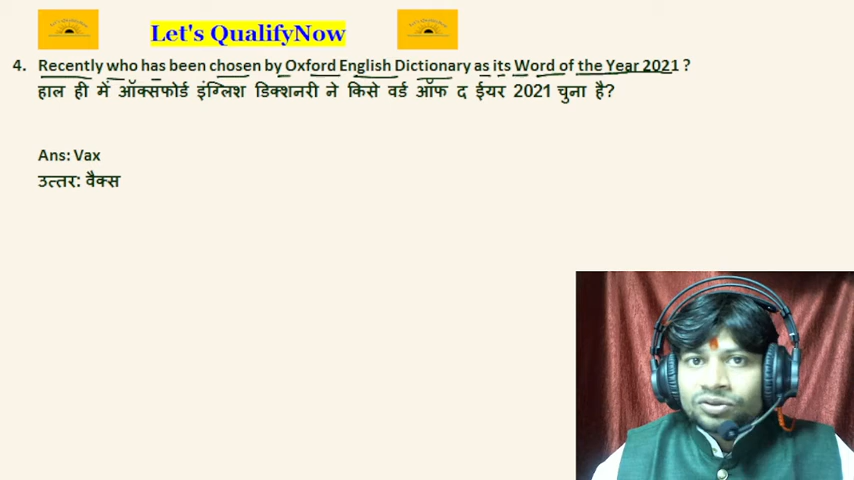 Let's QualifyNow
4. Recently who has been chosen by Oxford English Dictionary as its Word of the Year 2021 ?
हाल ही में ऑक्सफोर्ड इंग्लिश डिक्शनरी ने किसे वर्ड ऑफ द ईयर 2021 चुना है?
Ans: Vax
उत्तर: वैक्स